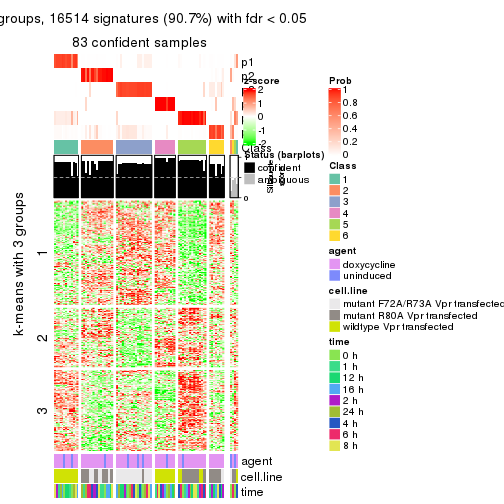 groups, 16514 signatures (90.7%) with fdr < 0.05
83 confident samples
p1
p2
z-score
2
1
0
-1
-2
Class
Status (barplots)
confident
ambiguous
0
k-means with 3 groups
1
2
3
agent
cell.line
time
Prob
1
0.8
0.6
0.4
0.2
0
Class
1
2
3
4
5
6
agent
doxycycline
uninduced
cell.line
mutant F72A/R73A Vpr transfected
mutant R80A Vpr transfected
wildtype Vpr transfected
time
0 h
1 h
12 h
16 h
2 h
24 h
4 h
6 h
8 h